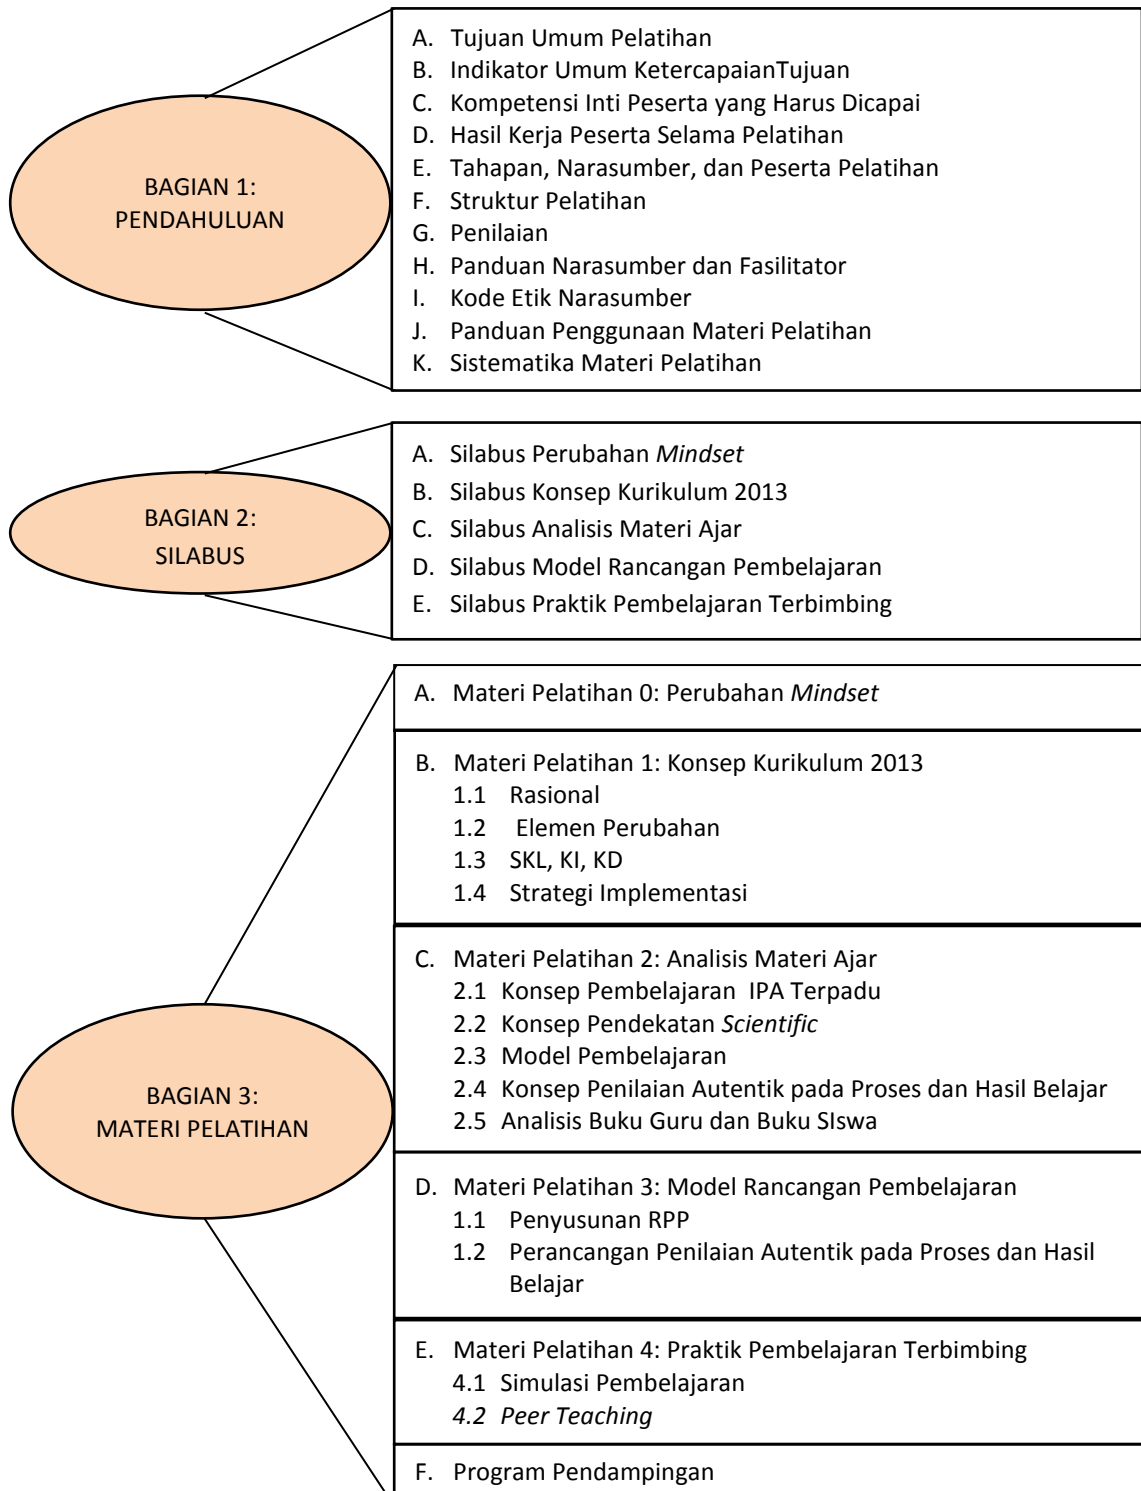 BAGIAN 1:
PENDAHULUAN
A. Tujuan Umum Pelatihan
B. Indikator Umum KetercapaianTujuan
C. Kompetensi Inti Peserta yang Harus Dicapai
D. Hasil Kerja Peserta Selama Pelatihan
E. Tahapan, Narasumber, dan Peserta Pelatihan
F. Struktur Pelatihan
G. Penilaian
H. Panduan Narasumber dan Fasilitator
I. Kode Etik Narasumber
J. Panduan Penggunaan Materi Pelatihan
K. Sistematika Materi Pelatihan
BAGIAN 2:
SILABUS
A. Silabus Perubahan Mindset
B. Silabus Konsep Kurikulum 2013
C. Silabus Analisis Materi Ajar
D. Silabus Model Rancangan Pembelajaran
E. Silabus Praktik Pembelajaran Terbimbing
BAGIAN 3:
MATERI PELATIHAN
A. Materi Pelatihan 0: Perubahan Mindset
B. Materi Pelatihan 1: Konsep Kurikulum 2013
1.1 Rasional
1.2 Elemen Perubahan
1.3 SKL, KI, KD
1.4 Strategi Implementasi
C. Materi Pelatihan 2: Analisis Materi Ajar
2.1 Konsep Pembelajaran IPA Terpadu
2.2 Konsep Pendekatan Scientific
2.3 Model Pembelajaran
2.4 Konsep Penilaian Autentik pada Proses dan Hasil Belajar
2.5 Analisis Buku Guru dan Buku SIswa
D. Materi Pelatihan 3: Model Rancangan Pembelajaran
1.1 Penyusunan RPP
1.2 Perancangan Penilaian Autentik pada Proses dan Hasil
Belajar
E. Materi Pelatihan 4: Praktik Pembelajaran Terbimbing
4.1 Simulasi Pembelajaran
4.2 Peer Teaching
F. Program Pendampingan